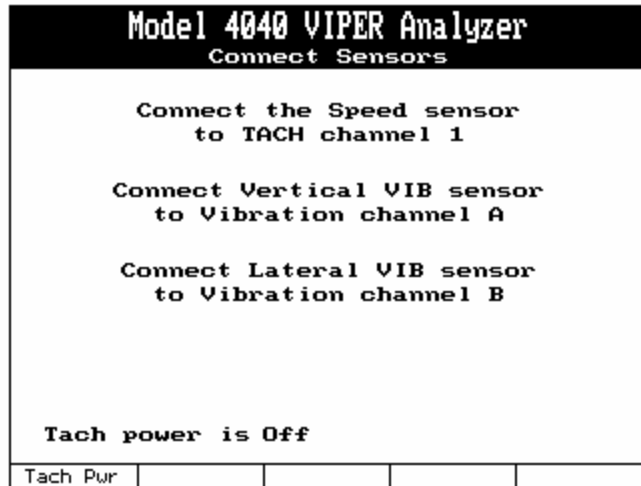 Model 4040 VIPER Analyzer
Connect Sensors
Connect the Speed sensor
to TACH channel 1
Connect Vertical VIB sensor
to Vibration channel A
Connect Lateral VIB sensor
to Vibration channel B
Tach power is Off
Tach Pwr